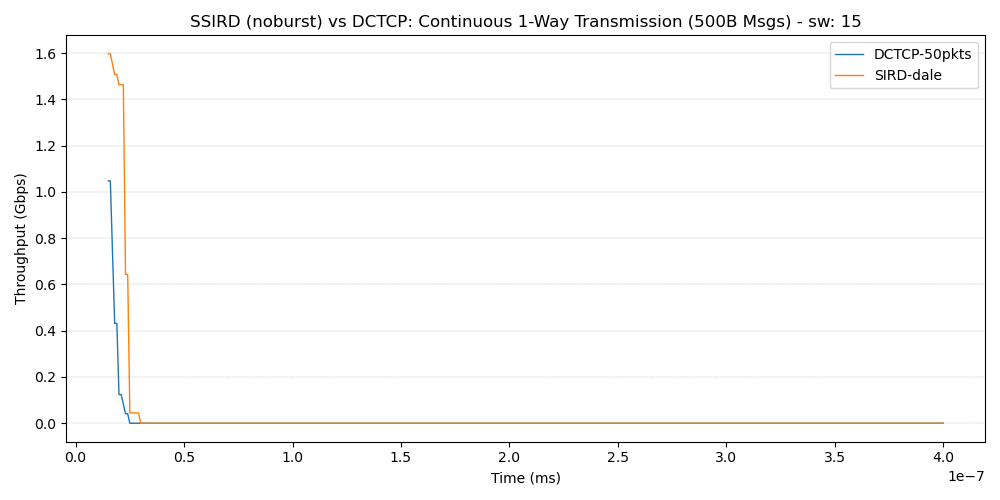 SSIRD (noburst) vs DCTCP: Continuous 1-Way Transmission (500B Msgs) - sw: 15
DCTCP-50pkts
SIRD-dale
Throughput (Gbps)
1.6
1.4
1.2
1.0
0.8
0.6
0.4
0.2
0.0
0.0 0.5 1.0 1.5 2.0 2.5 3.0 3.5 4.0
1e−7
Time (ms)